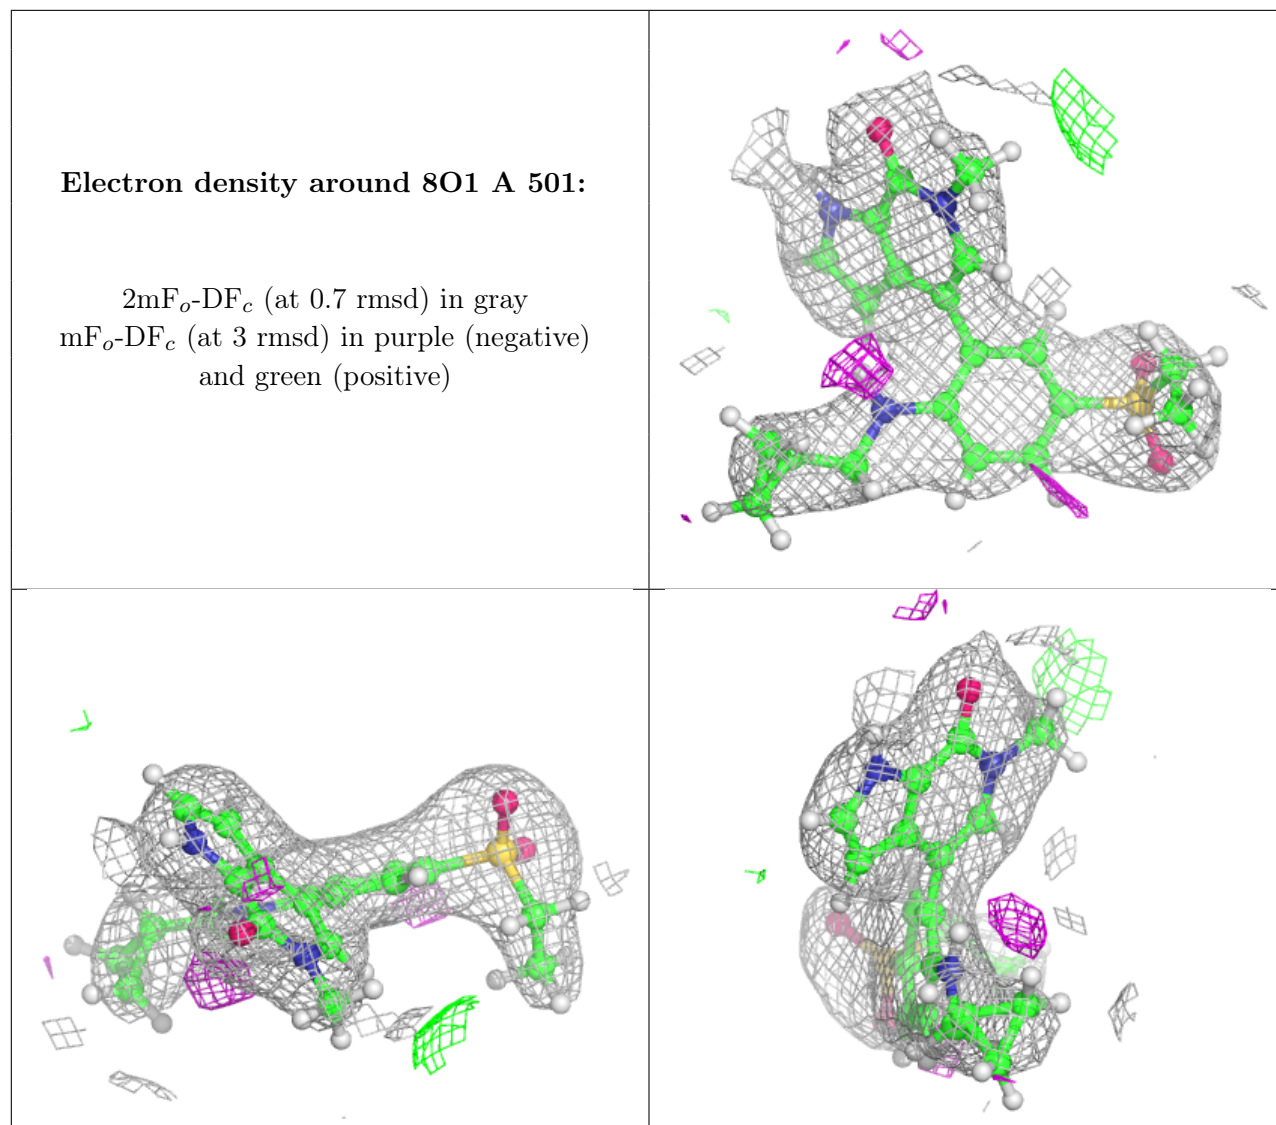 Electron density around 8O1 A 501:
2mFo-DFc (at 0.7 rmsd) in gray
mFo-DFc (at 3 rmsd) in purple (negative)
and green (positive)